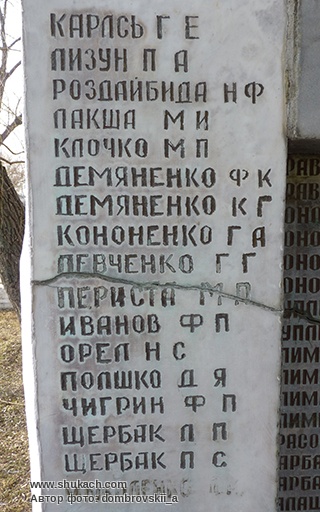 КАРАСЬ Г Е
ЛИЗУН П А
РОЗДАЙБИДА Н Ф
ЛАКША М И
КЛОЧКО М П
ДЕМЯНЕНКО Ф К
ДЕМЯНЕНКО К Г
КОНОНЕНКО Г А
ЛЕВЧЕНКО Г Г
ПЕРИСТА М
ИВАНОВ Ф П
ОРЕЛ Н С
ПОЛШКО Д Я
ЧИГРИН Ф П
ЩЕРБАК Л П
ЩЕРБАК П С
www.shukach.com
Автор фото: dombrovskii_a